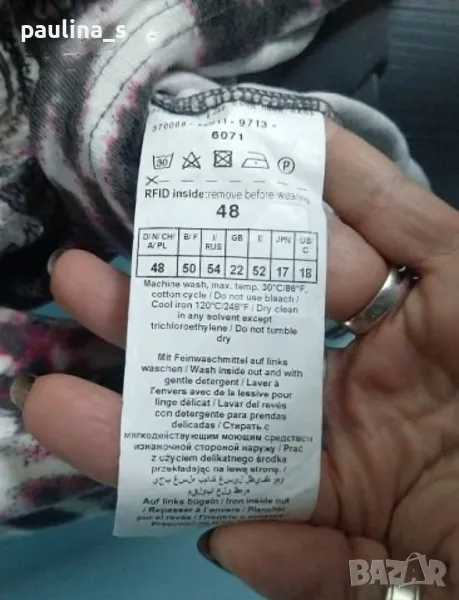 paulina_s
9713 -
6071
30
P
RFID inside: remove before wearing
48
D/N/CH/ A/PL
B/F
I/ RUS
GB
E
JPN
US/ C
48 50 54 22 52 17 18
Machine wash, max. temp. 30°C/86°F,
cotton cycle / Do not use bleach /
Cool iron 120°C/248°F / Dry clean
in any solvent except
trichloroethylene / Do not tumble
dry
Mit Feinwaschmittel auf links
waschen / Wash inside out and with
gentle detergent / Laver à
l'envers avec de la lessive pour
linge délicat / Lavar del revés
con detergente para prendas
delicadas / Стирать с
мягкодействующим моющим средством
изнаночной стороной наружу / Prać
z użyciem delikatnego środka
przekładając na lewą stronę /
Auf links bügeln / Iron inside out
/ Repasser à l'envers / Planchar
por el revés /
BAZAR